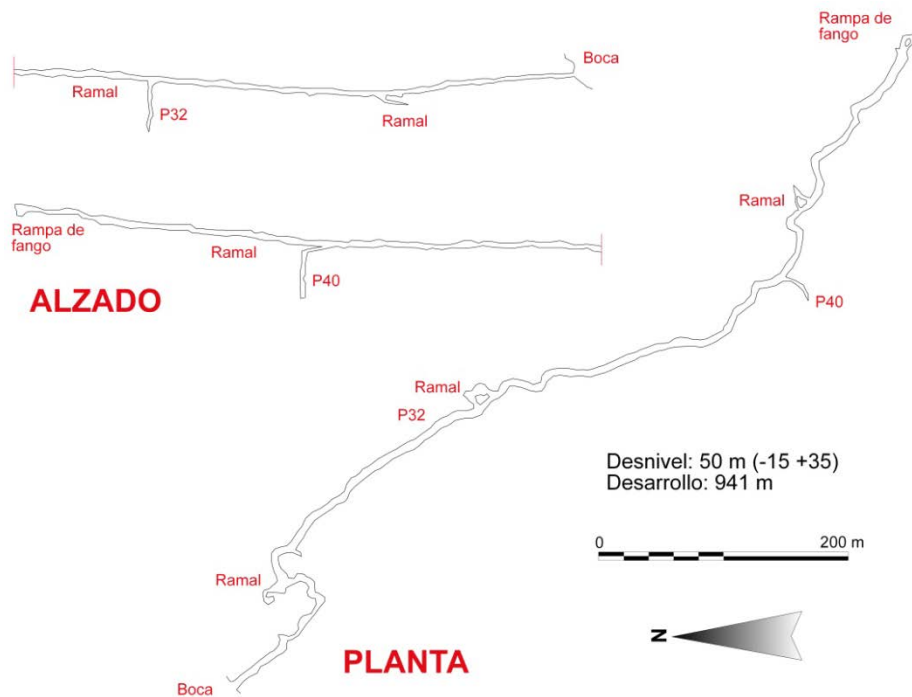 Rampa de
fango
Boca
Ramal
P32
Ramal
Ramal
Rampa de
fango
Ramal
P40
P40
ALZADO
Ramal
P32
Desnivel: 50 m (-15 +35)
Desarrollo: 941 m
0
200 m
Ramal
N
PLANTA
Boca